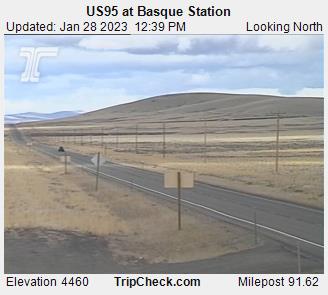 US95 at Basque Station
Updated: Jan 28 2023 12:39 PM
Looking North
Elevation 4460
TripCheck.com
Milepost 91.62